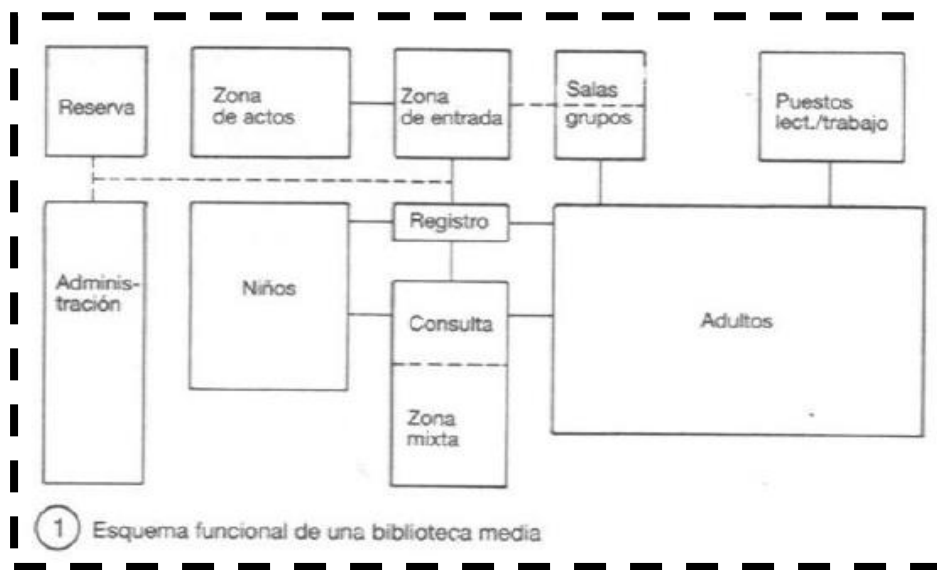 Reserva
Zona
de actos
Zona
de entrada
Salas
grupos
Puestos
lect./trabajo
Adminis-
tración
Niños
Registro
Consulta
Zona
mixta
Adultos
1 Esquema funcional de una biblioteca media